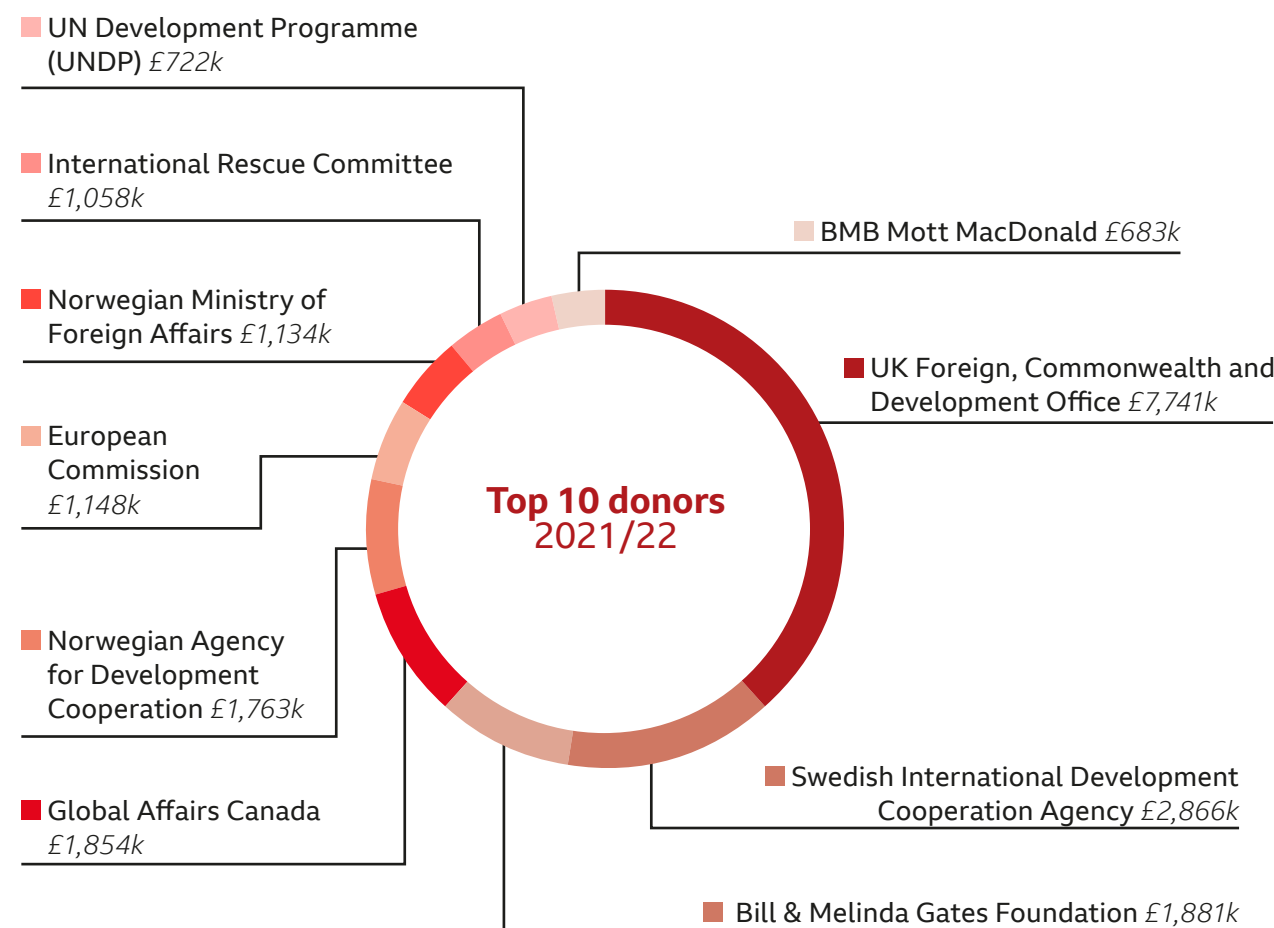 UN Development Programme
(UNDP) £722k
International Rescue Committee
£1,058k
BMB Mott MacDonald £683k
Norwegian Ministry of
Foreign Affairs £1,134k
UK Foreign, Commonwealth and
Development Office £7,741k
European
Commission
£1,148k
Top 10 donors
2021/22
Norwegian Agency
for Development
Cooperation £1,763k
Swedish International Development
Cooperation Agency £2,866k
Global Affairs Canada
£1,854k
Bill & Melinda Gates Foundation £1,881k